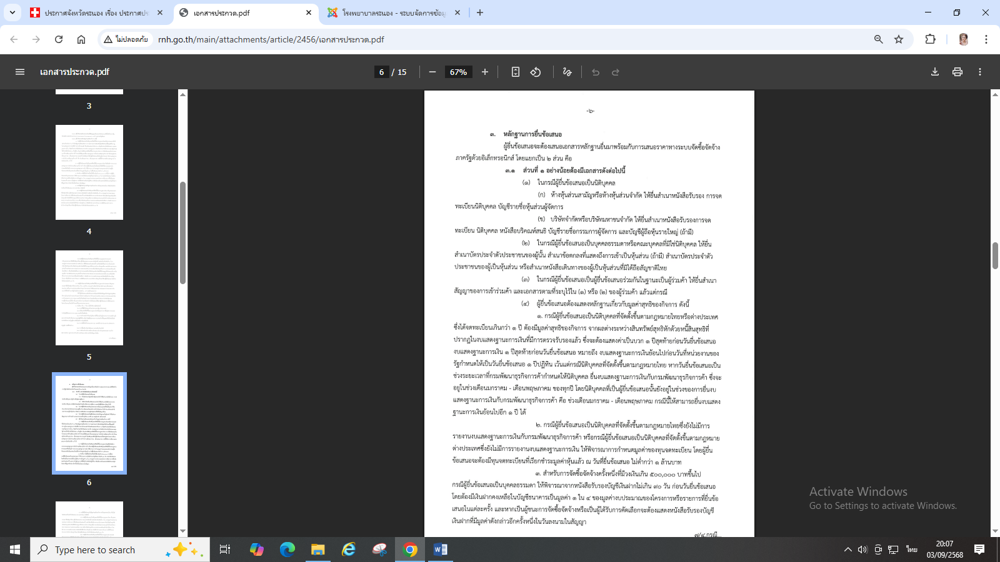 ประกาศจังหวัดระนอง เรื่อง ประกาศประ
เอกสารประกวด.pdf
โรงพยาบาลระนอง - ระบบจัดการข้อมู
ไม่ปลอดภัย
rnh.go.th/main/attachments/article/2456/เอกสารประกวด.pdf
เอกสารประกวด.pdf
6 / 15
67%
3
4
5
6
-๖-
๓. หลักฐานการยื่นข้อเสนอ
ผู้ยื่นข้อเสนอจะต้องเสนอเอกสารหลักฐานยื่นมาพร้อมกับการเสนอราคาทางระบบจัดซื้อจัดจ้าง
ภาครัฐด้วยอิเล็กทรอนิกส์ โดยแยกเป็น ๒ ส่วน คือ
๓.๑ ส่วนที่ ๑ อย่างน้อยต้องมีเอกสารดังต่อไปนี้
(๑) ในกรณีผู้ยื่นข้อเสนอเป็นนิติบุคคล
(ก) ห้างหุ้นส่วนสามัญหรือห้างหุ้นส่วนจำกัด ให้ยื่นสำเนาหนังสือรับรอง การจด
ทะเบียนนิติบุคคล บัญชีรายชื่อหุ้นส่วนผู้จัดการ
(ข) บริษัทจำกัดหรือบริษัทมหาชนจำกัด ให้ยื่นสำเนาหนังสือรับรองการจด
ทะเบียน นิติบุคคล หนังสือบริคณห์สนธิ บัญชีรายชื่อกรรมการผู้จัดการ และบัญชีผู้ถือหุ้นรายใหญ่ (ถ้ามี)
(๒) ในกรณีผู้ยื่นข้อเสนอเป็นบุคคลธรรมดาหรือคณะบุคคลที่มิใช่นิติบุคคล ให้ยื่น
สำเนาบัตรประจำตัวประชาชนของผู้นั้น สำเนาข้อตกลงที่แสดงถึงการเข้าเป็นหุ้นส่วน (ถ้ามี) สำเนาบัตรประจำตัว
ประชาชนของผู้เป็นหุ้นส่วน หรือสำเนาหนังสือเดินทางของผู้เป็นหุ้นส่วนที่มิได้ถือสัญชาติไทย
(๓) ในกรณีผู้ยื่นข้อเสนอเป็นผู้ยื่นข้อเสนอร่วมกันในฐานะเป็นผู้ร่วมค้า ให้ยื่นสำเนา
สัญญาของการเข้าร่วมค้า และเอกสารตามที่ระบุไว้ใน (๑) หรือ (๒) ของผู้ร่วมค้า แล้วแต่กรณี
(๔) ผู้ยื่นข้อเสนอต้องแสดงหลักฐานเกี่ยวกับมูลค่าสุทธิของกิจการ ดังนี้
๑. กรณีผู้ยื่นข้อเสนอเป็นนิติบุคคลที่จัดตั้งขึ้นตามกฎหมายไทยหรือต่างประเทศ
ซึ่งได้จดทะเบียนเกินกว่า ๑ ปี ต้องมีมูลค่าสุทธิของกิจการ จากผลต่างระหว่างสินทรัพย์สุทธิหักด้วยหนี้สินสุทธิที่
ปรากฏในงบแสดงฐานะการเงินที่มีการตรวจรับรองแล้ว ซึ่งจะต้องแสดงค่าเป็นบวก ๑ ปีสุดท้ายก่อนวันยื่นข้อเสนอ
งบแสดงฐานะการเงิน ๑ ปีสุดท้ายก่อนวันยื่นข้อเสนอ หมายถึง งบแสดงฐานะการเงินย้อนไปก่อนวันที่หน่วยงานของ
รัฐกำหนดให้เป็นวันยื่นข้อเสนอ ๑ ปีปฏิทิน เว้นแต่กรณีนิติบุคคลที่จัดตั้งขึ้นตามกฎหมายไทย หากวันยื่นข้อเสนอเป็น
ช่วงระยะเวลาที่กรมพัฒนาธุรกิจการค้ากำหนดให้นิติบุคคล ยื่นงบแสดงฐานะการเงินกับกรมพัฒนาธุรกิจการค้า ซึ่งจะ
อยู่ในช่วงเดือนมกราคม - เดือนพฤษภาคม ของทุกปี โดยนิติบุคคลที่เป็นผู้ยื่นข้อเสนอนั้นยังอยู่ในช่วงของการยื่นงบ
แสดงฐานะการเงินกับกรมพัฒนาธุรกิจการค้า คือ ช่วงเดือนมกราคม - เดือนพฤษภาคม กรณีนี้ให้สามารถยื่นงบแสดง
ฐานะการเงินย้อนไปอีก ๑ ปี ได้
๒. กรณีผู้ยื่นข้อเสนอเป็นนิติบุคคลที่จัดตั้งขึ้นตามกฎหมายไทยซึ่งยังไม่มีการ
รายงานงบแสดงฐานะการเงินกับกรมพัฒนาธุรกิจการค้า หรือกรณีผู้ยื่นข้อเสนอเป็นนิติบุคคลที่จัดตั้งขึ้นตามกฎหมาย
ต่างประเทศซึ่งยังไม่มีการรายงานงบแสดงฐานะการเงิน ให้พิจารณาการกำหนดมูลค่าของทุนจดทะเบียน โดยผู้ยื่น
ข้อเสนอจะต้องมีทุนจดทะเบียนที่เรียกชำระมูลค่าหุ้นแล้ว ณ วันที่ยื่นข้อเสนอ ไม่ต่ำกว่า ๑ ล้านบาท
๓. สำหรับการจัดซื้อจัดจ้างครั้งหนึ่งที่มีวงเงินเกิน ๕๐๐,๐๐๐ บาทขึ้นไป
กรณีผู้ยื่นข้อเสนอเป็นบุคคลธรรมดา ให้พิจารณาจากหนังสือรับรองบัญชีเงินฝากไม่เกิน ๙๐ วัน ก่อนวันยื่นข้อเสนอ
โดยต้องมีเงินฝากคงเหลือในบัญชีธนาคารเป็นมูลค่า ๑ ใน ๔ ของมูลค่างบประมาณของโครงการหรือรายการที่ยื่นข้อ
เสนอในแต่ละครั้ง และหากเป็นผู้ชนะการจัดซื้อจัดจ้างหรือเป็นผู้ได้รับการคัดเลือกจะต้องแสดงหนังสือรับรองบัญชี
เงินฝากที่มีมูลค่าดังกล่าวอีกครั้งหนึ่งในวันลงนามในสัญญา
๗/๔.กรณี...
Activate Windows
Go to Settings to activate Windows.
Type here to search
ไทย
20:07
03/09/2568